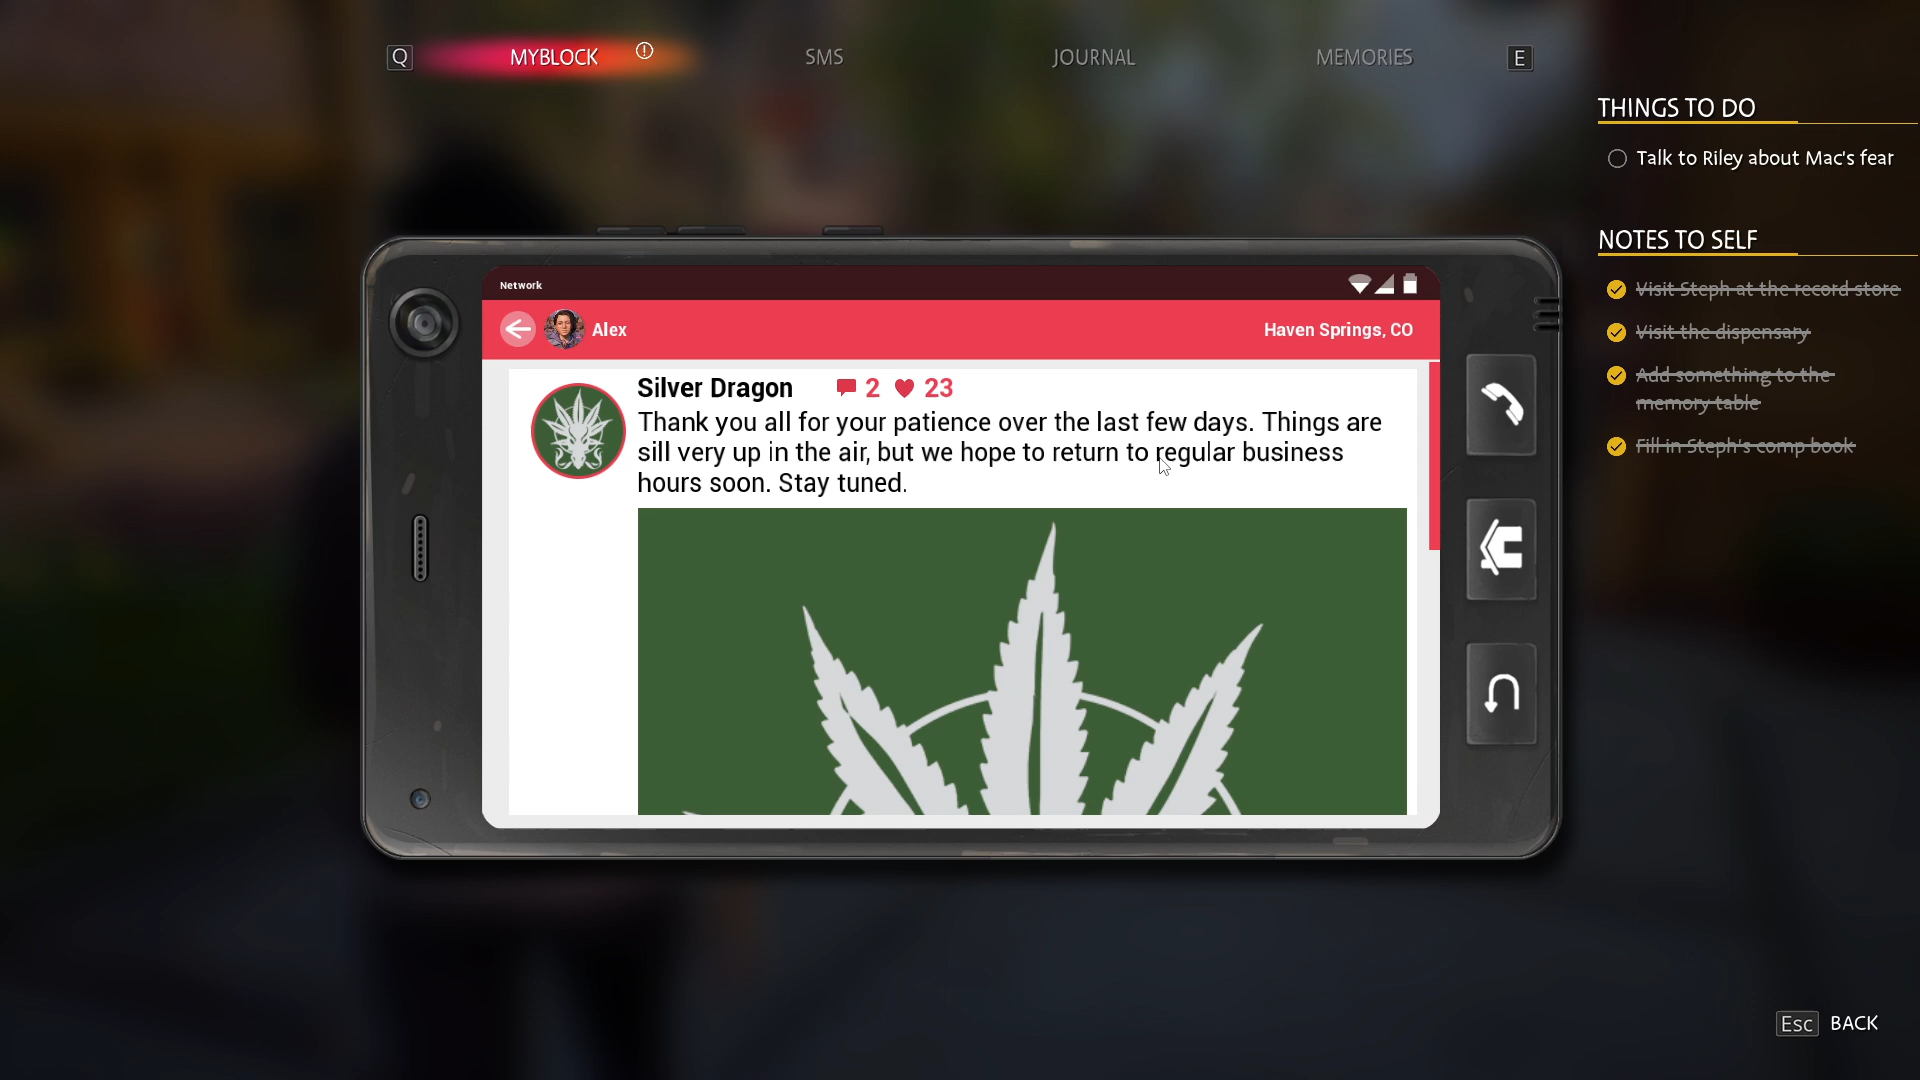 Q MYBLOCK SMS JOURNAL MEMORIES E
THINGS TO DO
Talk to Riley about Mac's fear
NOTES TO SELF
Visit Steph at the record store
Visit the dispensary
Add something to the
memory table
Fill in Steph's comp book
Network
Alex Haven Springs, CO
Silver Dragon 2 23
Thank you all for your patience over the last few days. Things are
sill very up in the air, but we hope to return to regular business
hours soon. Stay tuned.
Esc BACK